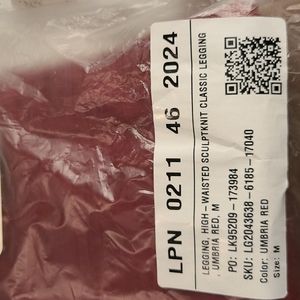 LPN 0211 46 2024
LEGGING, HIGH-WAISTED SCULPTKNIT CLASSIC LEGGING
, UMBRIA RED, M
PO: LK95209-173984
SKU: LG2043638-6185-17040
Color: UMBRIA RED
Size: M